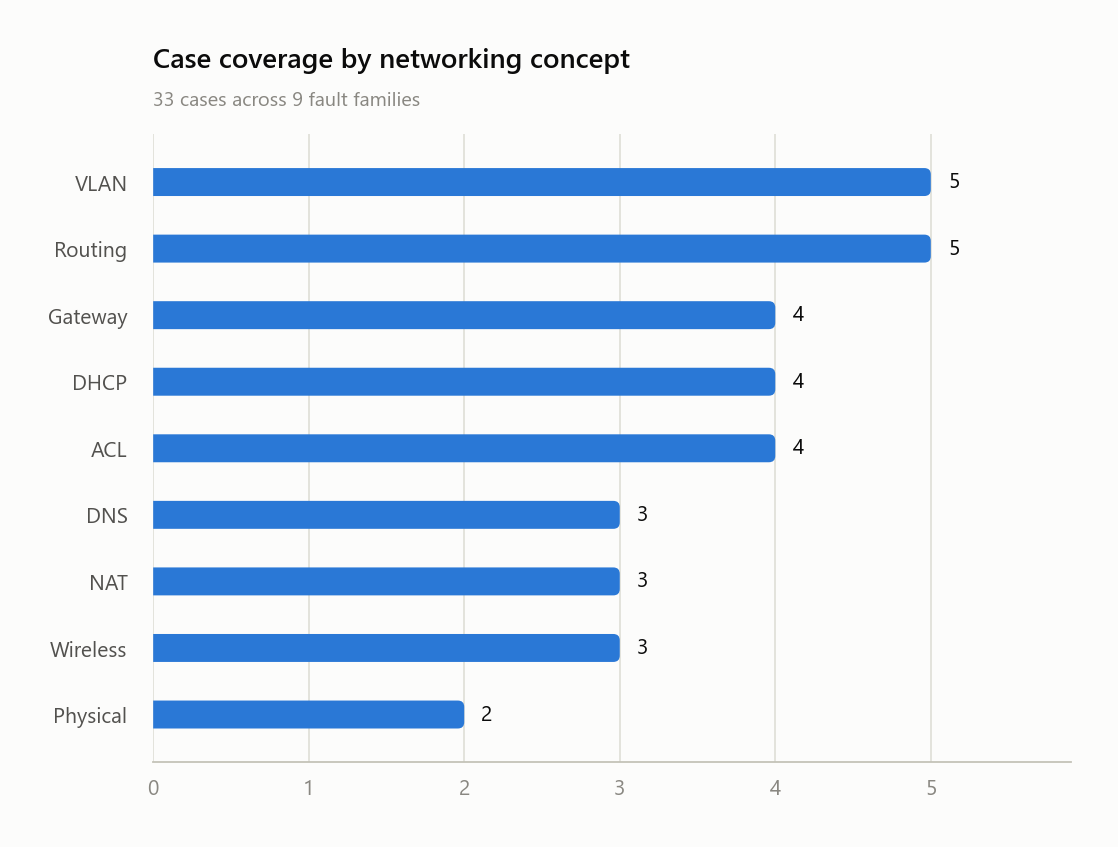 Case coverage by networking concept
33 cases across 9 fault families
VLAN 5
Routing 5
Gateway 4
DHCP 4
ACL 4
DNS 3
NAT 3
Wireless 3
Physical 2
0 1 2 3 4 5